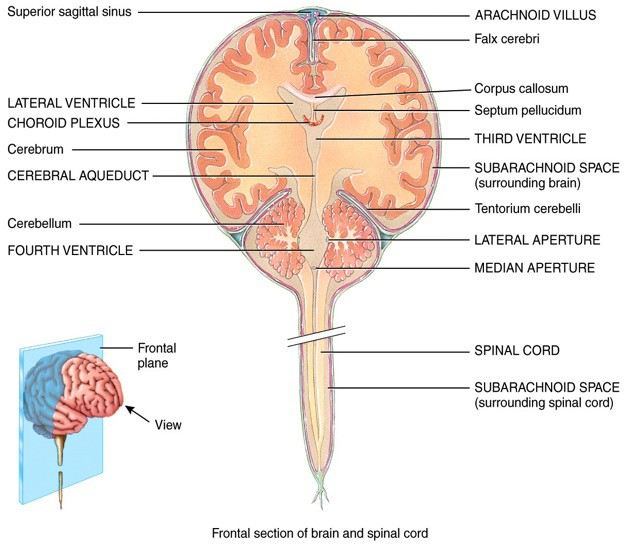 Superior sagittal sinus
LATERAL VENTRICLE
CHOROID PLEXUS
Cerebrum
CEREBRAL AQUEDUCT
Cerebellum
FOURTH VENTRICLE
ARACHNOID VILLUS
Falx cerebri
Corpus callosum
Septum pellucidum
THIRD VENTRICLE
SUBARACHNOID SPACE
(surrounding brain)
Tentorium cerebelli
LATERAL APERTURE
MEDIAN APERTURE
SPINAL CORD
SUBARACHNOID SPACE
(surrounding spinal cord)
Frontal
plane
View
Frontal section of brain and spinal cord